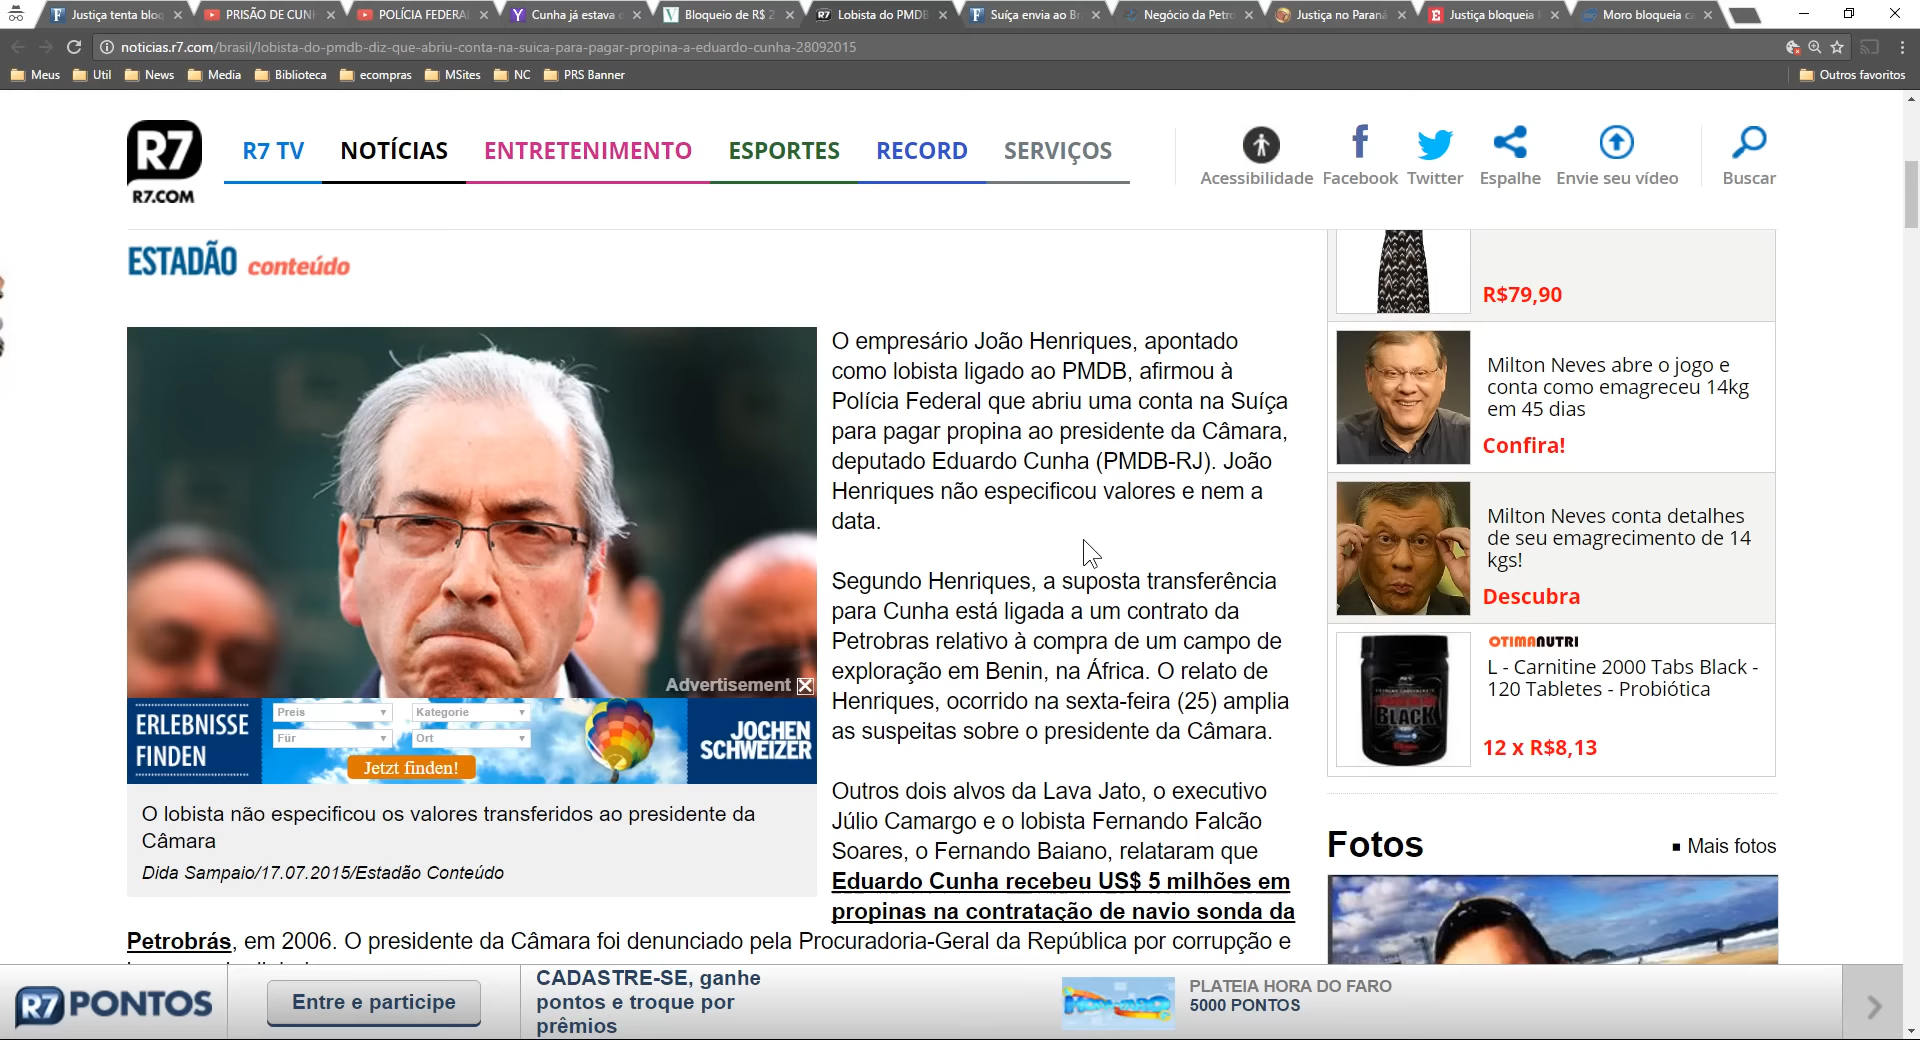 Justiça tenta bloq
PRISÃO DE CUN
POLÍCIA FEDERAL
Cunha já estava
Bloqueio de R$ 2
Lobista do PMDB
Suíça envia ao Br
Negócio da Petro
Justiça no Paraná
Justiça bloqueia
Moro bloqueia ca
noticias.r7.com/brasil/lobista-do-pmdb-diz-que-abriu-conta-na-suica-para-pagar-propina-a-eduardo-cunha-28092015
Meus Util News Media Biblioteca ecompras MSites NC PRS Banner Outros favoritos
R7
R7.COM
R7 TV NOTÍCIAS ENTRETENIMENTO ESPORTES RECORD SERVIÇOS
Acessibilidade Facebook Twitter Espalhe Envie seu vídeo Buscar
ESTADÃO conteúdo
O empresário João Henriques, apontado
como lobista ligado ao PMDB, afirmou à
Polícia Federal que abriu uma conta na Suíça
para pagar propina ao presidente da Câmara,
deputado Eduardo Cunha (PMDB-RJ). João
Henriques não especificou valores e nem a
data.
Segundo Henriques, a suposta transferência
para Cunha está ligada a um contrato da
Petrobras relativo à compra de um campo de
exploração em Benin, na África. O relato de
Henriques, ocorrido na sexta-feira (25) amplia
as suspeitas sobre o presidente da Câmara.
Outros dois alvos da Lava Jato, o executivo
Júlio Camargo e o lobista Fernando Falcão
Soares, o Fernando Baiano, relataram que
Eduardo Cunha recebeu US$ 5 milhões em
propinas na contratação de navio sonda da
Petrobrás, em 2006. O presidente da Câmara foi denunciado pela Procuradoria-Geral da República por corrupção e
Advertisement
ERLEBNISSE
FINDEN
Preis
Kategorie
Für
Ort
Jetzt finden!
JOCHEN
SCHWEIZER
O lobista não especificou os valores transferidos ao presidente da
Câmara
Dida Sampaio/17.07.2015/Estadão Conteúdo
R$79,90
Milton Neves abre o jogo e
conta como emagreceu 14kg
em 45 dias
Confira!
Milton Neves conta detalhes
de seu emagrecimento de 14
kgs!
Descubra
OTIMANUTRI
L - Carnitine 2000 Tabs Black -
120 Tabletes - Probiótica
BLACK
12 x R$8,13
Fotos
Mais fotos
R7 PONTOS
Entre e participe
CADASTRE-SE, ganhe
pontos e troque por
prêmios
PLATEIA HORA DO FARO
5000 PONTOS